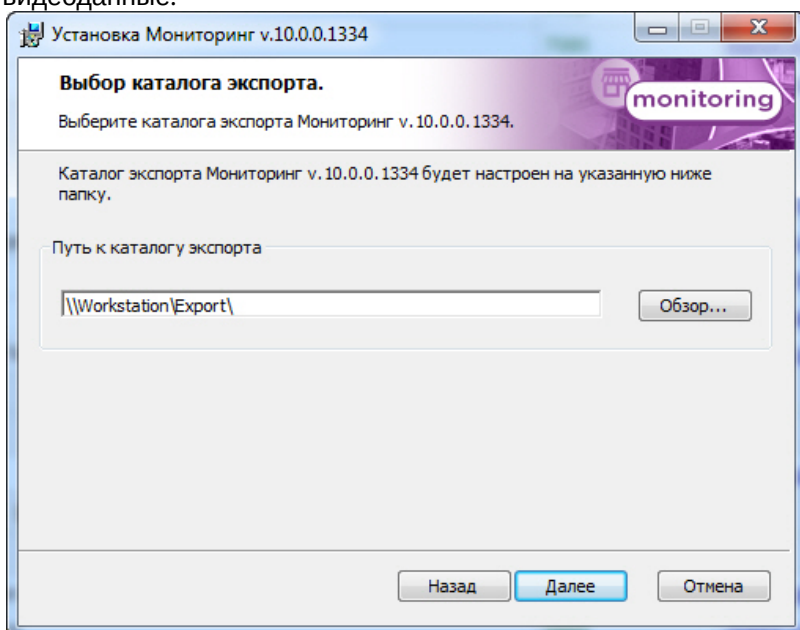 видеоданные.
Установка Мониторинг v.10.0.0.1334
Выбор каталога экспорта.
monitoring
Выберите каталога экспорта Мониторинг v.10.0.0.1334.
Каталог экспорта Мониторинг v.10.0.0.1334 будет настроен на указанную ниже
папку.
Путь к каталогу экспорта
\\Workstation\Export\
Обзор...
Назад
Далее
Отмена